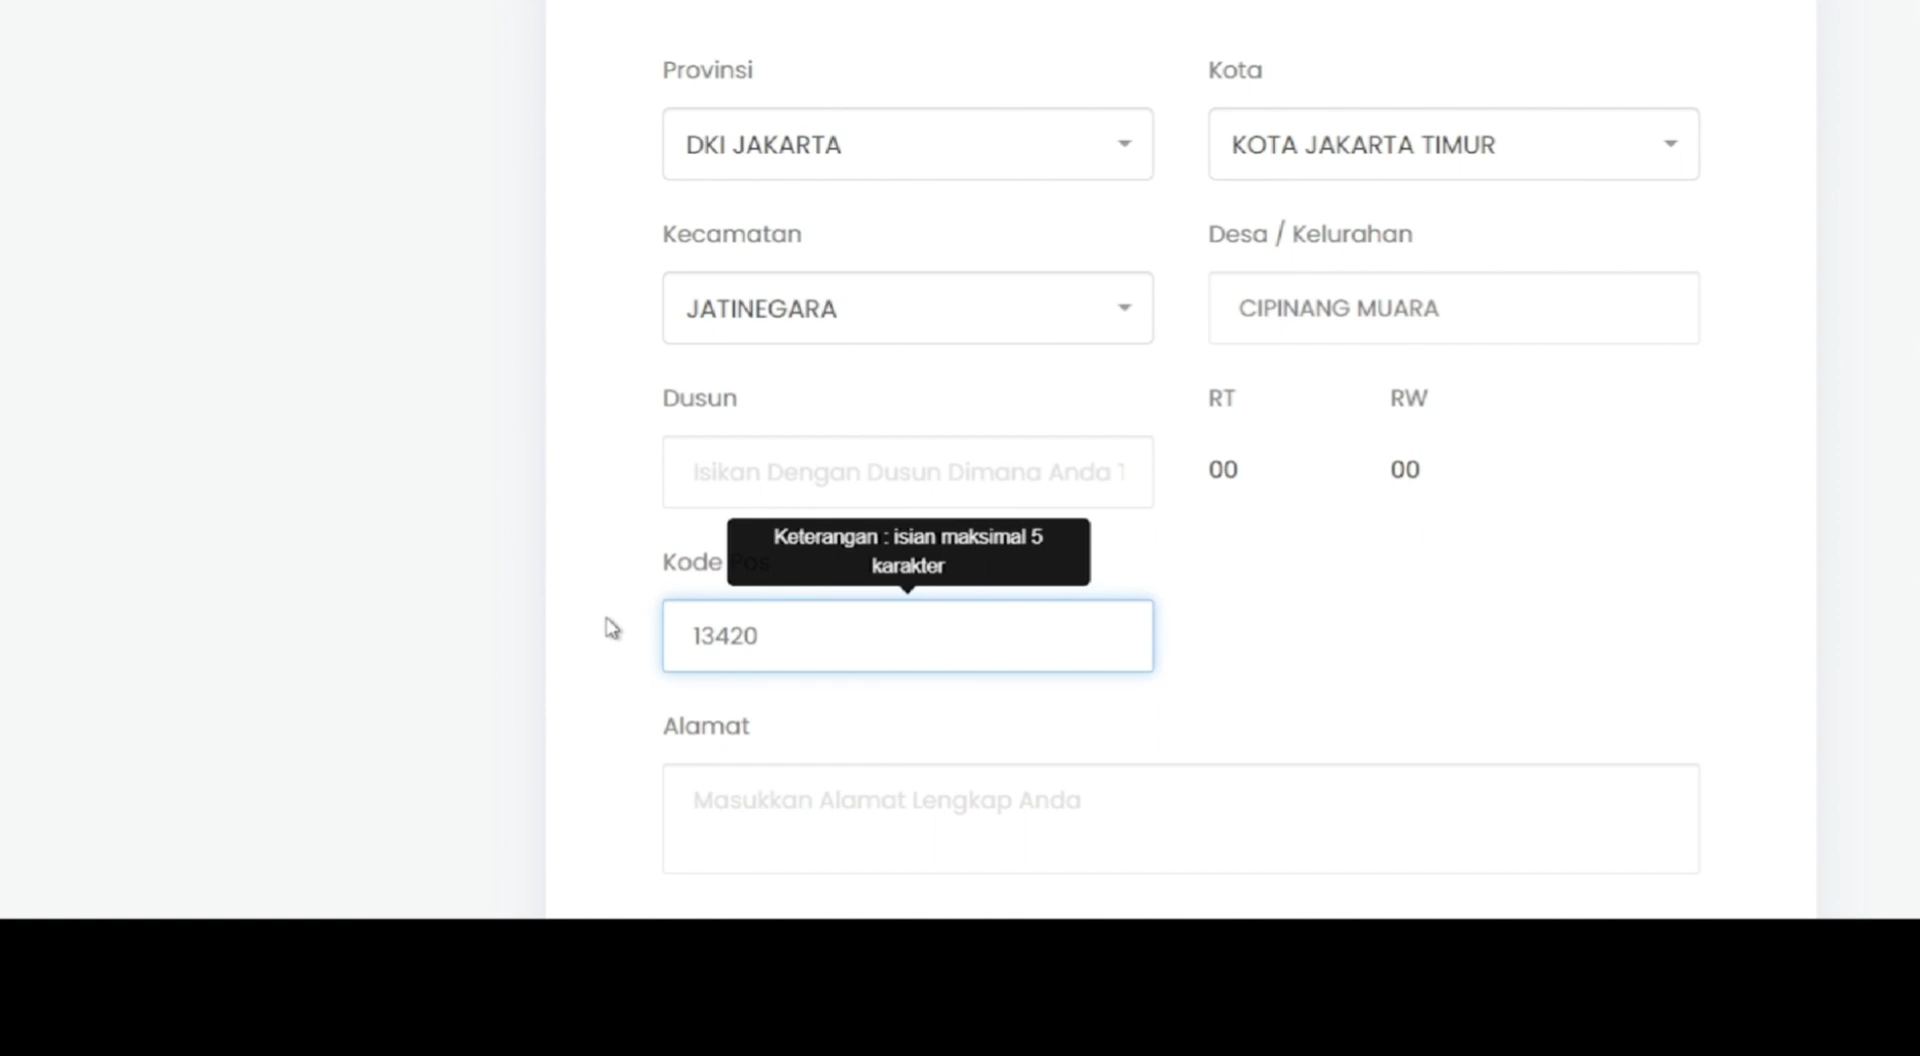 Provinsi
Kota
DKI JAKARTA
KOTA JAKARTA TIMUR
Kecamatan
Desa / Kelurahan
JATINEGARA
CIPINANG MUARA
Dusun
RT
RW
Isikan Dengan Dusun Dimana Anda T
00
00
Keterangan : isian maksimal 5
karakter
Kode Pos
13420
Alamat
Masukkan Alamat Lengkap Anda